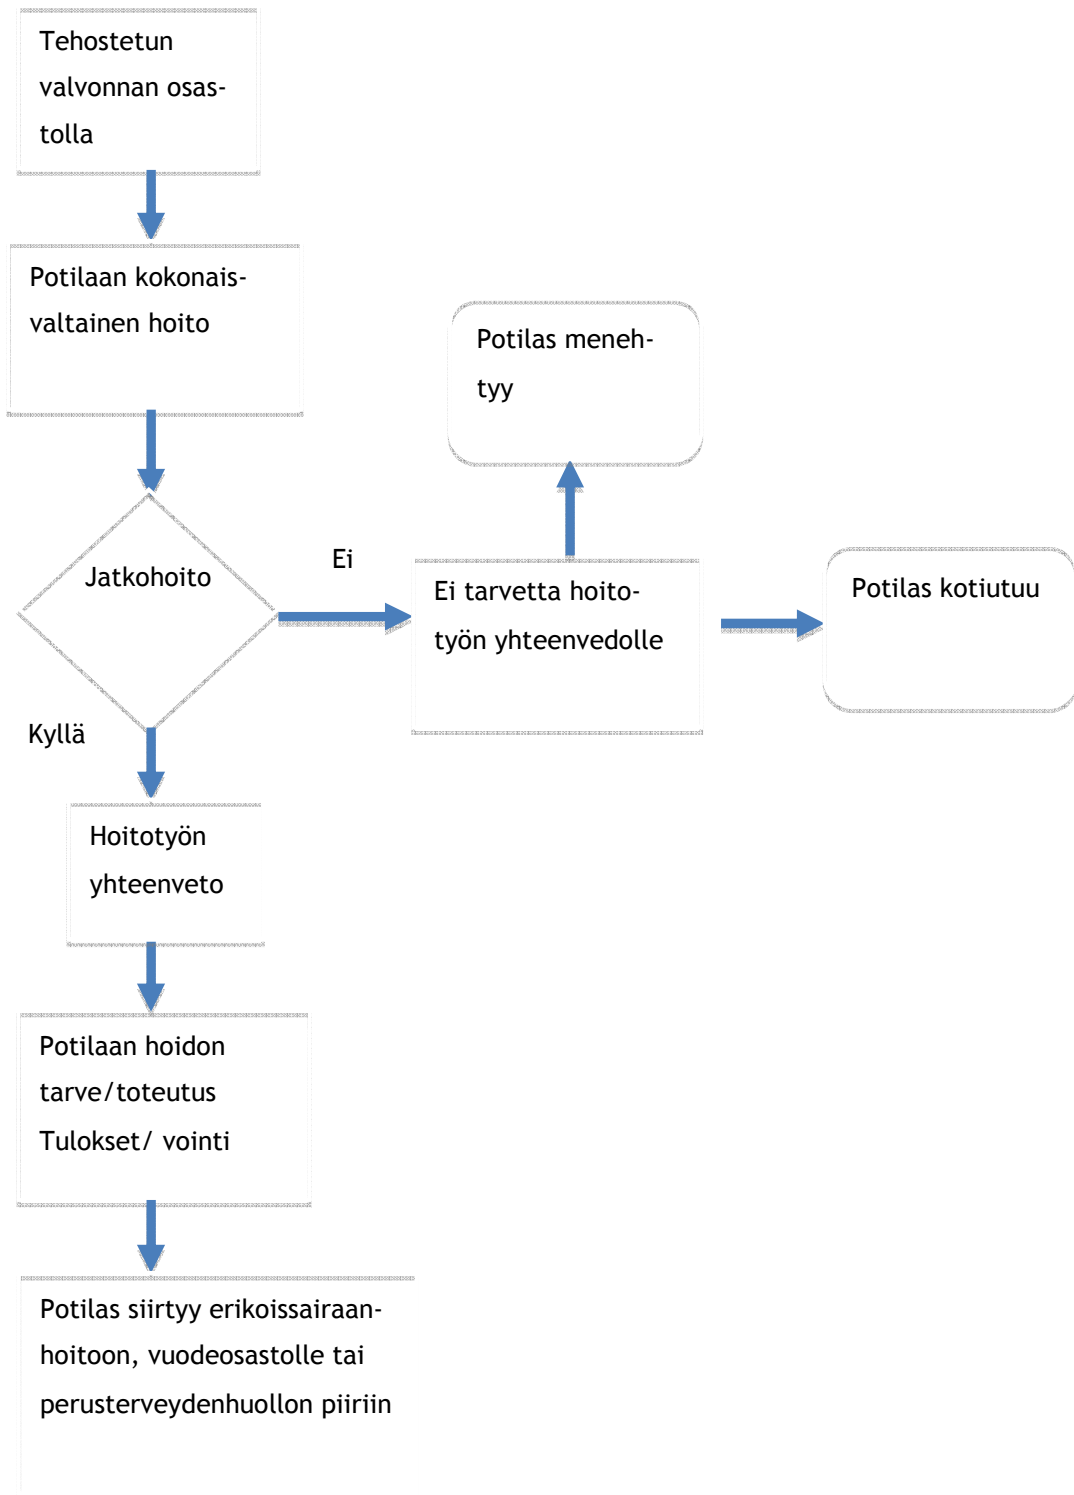 Tehostetun
valvonnan osas-
tolla
Potilaan kokonais-
valtainen hoito
Potilas meneh-
tyy
Jatkohoito
Ei
Ei tarvetta hoito-
työn yhteenvedolle
Potilas kotiutuu
Kyllä
Hoitotyön
yhteenveto
Potilaan hoidon
tarve/toteutus
Tulokset/ vointi
Potilas siirtyy erikoissairaan-
hoitoon, vuodeosastolle tai
perusterveydenhuollon piiriin